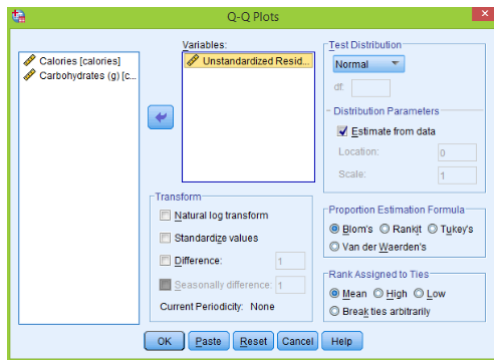 Q-Q Plots
Calories [calories]
Carbohydrates (g) [c...
Variables:
Unstandardized Resid...
Transform
Natural log transform
Standardize values
Difference: 1
Seasonally difference: 1
Current Periodicity: None
Test Distribution
Normal
df:
Distribution Parameters
Estimate from data
Location: 0
Scale: 1
Proportion Estimation Formula
Blom's Rankit Tukey's
Van der Waerden's
Rank Assigned to Ties
Mean High Low
Break ties arbitrarily
OK Paste Reset Cancel Help